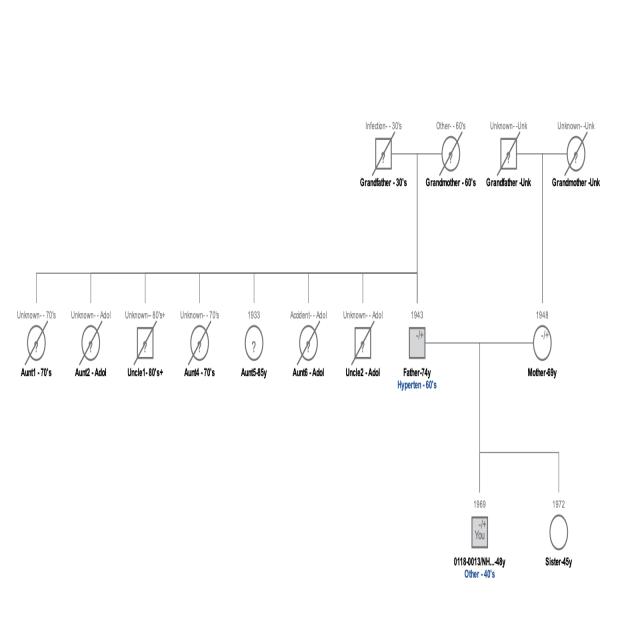 Infection- - 30's
Other- - 60's
Unknown- -Unk
Unknown- -Unk
?
?
?
?
Grandfather - 30's
Grandmother - 60's
Grandfather -Unk
Grandmother -Unk
Unknown- - 70's
Unknown- - Adol
Unknown- - 80's+
Unknown- - 70's
1933
Accident- - Adol
Unknown- - Adol
1943
1948
?
?
?
?
?
?
?
-/+
-/+
Aunt1 - 70's
Aunt2 - Adol
Uncle1- 80's+
Aunt4 - 70's
Aunt5-85y
Aunt6 - Adol
Uncle2 - Adol
Father-74y
Mother-69y
Hyperten - 60's
1969
1972
-/+
You
0118-0013/NH...-48y
Sister-45y
Other - 40's